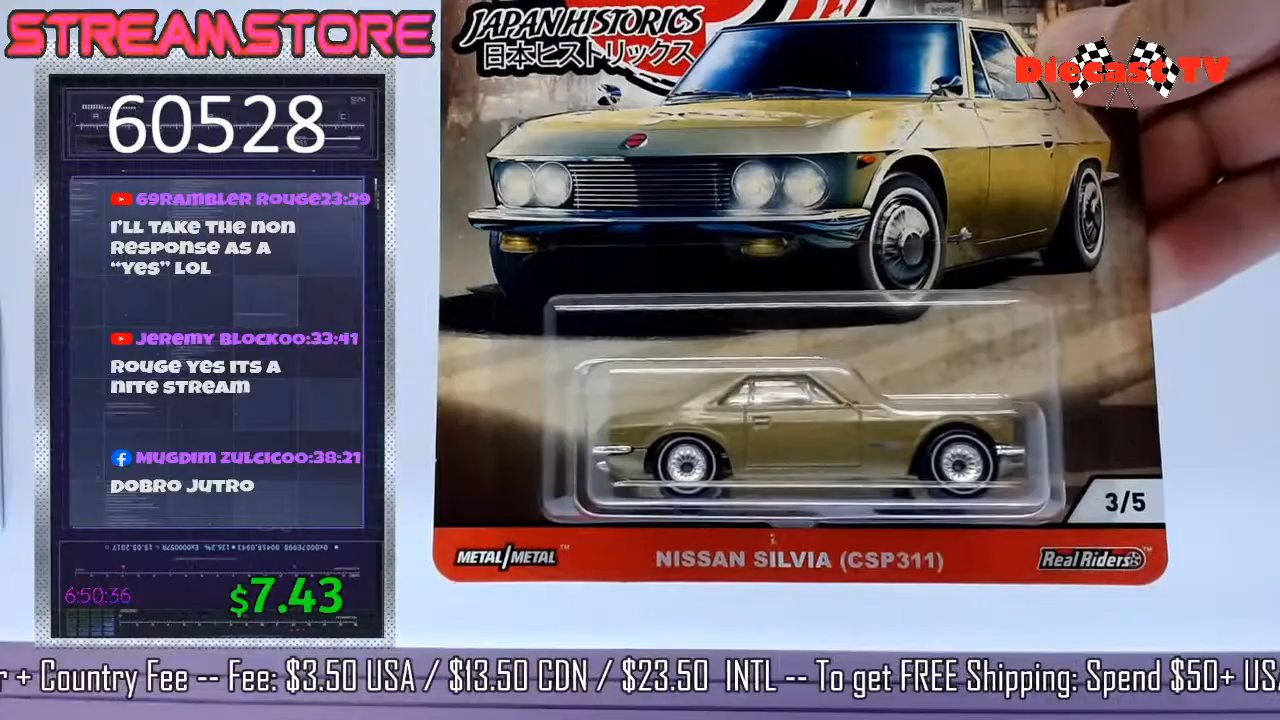 STREAMSTORE
60528
69Rambler Rouge23:29
I'll take the non
response as a
"yes" LOL
Jeremy Block00:33:41
Rouge yes its a
nite stream
Mugdim Zulcic00:38:21
Dobro jutro
6:50:36
$7.43
JAPAN HISTORICS
日本ヒストリックス
Diecast TV
3/5
METAL/METAL™
NISSAN SILVIA (CSP311)
Real Riders™
r + Country Fee -- Fee: $3.50 USA / $13.50 CDN / $23.50 INTL -- To get FREE Shipping: Spend $50+ USA